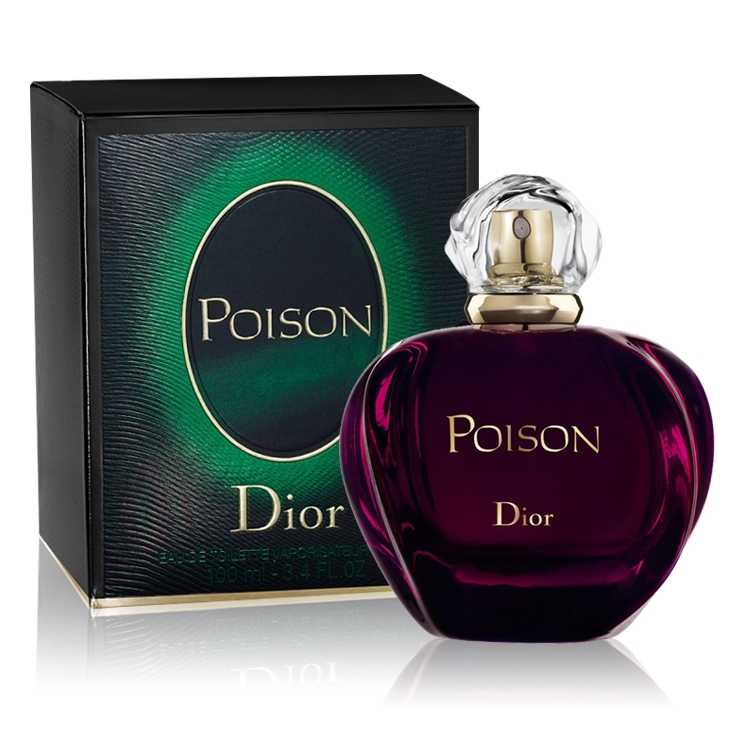 POISON
Dior
EAU DE TOILETTE VAPORISATEUR
100 ml - 3.4 FL. OZ
POISON
Dior